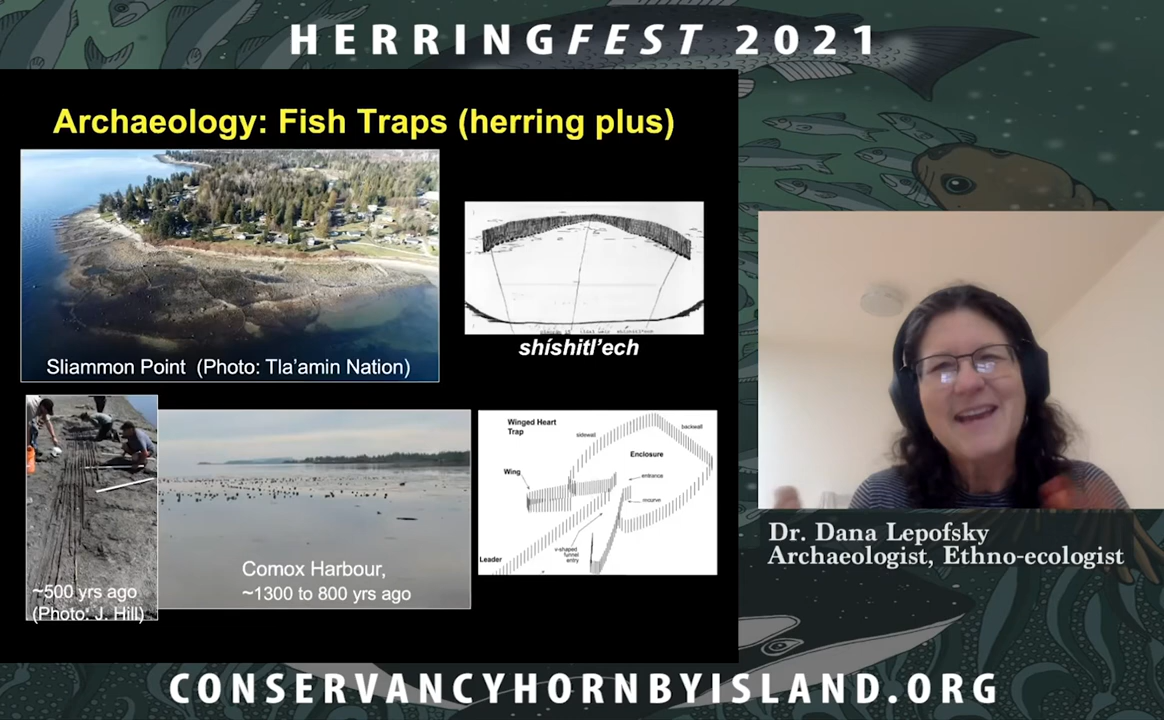 HERRINGFEST 2021
Archaeology: Fish Traps (herring plus)
Sliammon Point (Photo: Tla'amin Nation)
shíshitl'ech
~500 yrs ago
(Photo: J. Hill)
Comox Harbour,
~1300 to 800 yrs ago
Winged Heart
Trap
sidewall
backwall
Enclosure
Wing
entrance
v-shaped
funnel
entry
Leader
Dr. Dana Lepofsky
Archaeologist, Ethno-ecologist
CONSERVANCYHORNBYISLAND.ORG